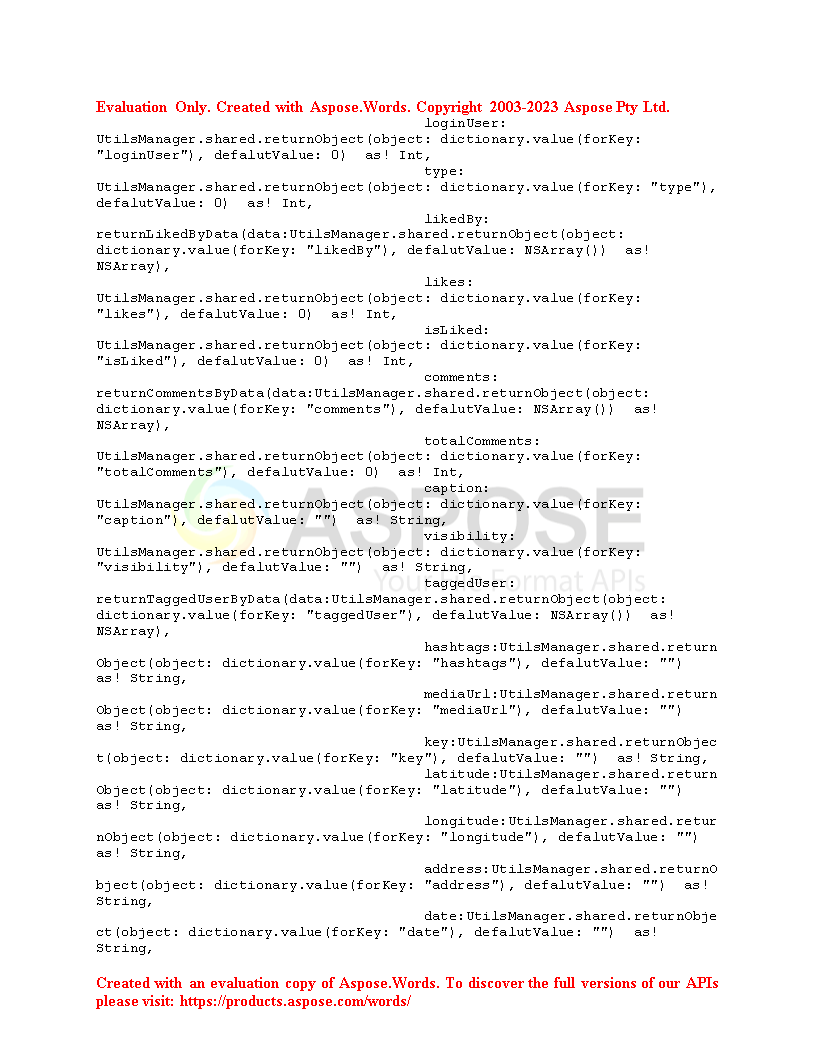 Evaluation Only. Created with Aspose.Words. Copyright 2003-2023 Aspose Pty Ltd.
loginUser:
UtilsManager.shared.returnObject(object: dictionary.value(forKey:
"loginUser"), defalutValue: 0)  as! Int,
type:
UtilsManager.shared.returnObject(object: dictionary.value(forKey: "type"),
defalutValue: 0)  as! Int,
likedBy:
returnLikedByData(data:UtilsManager.shared.returnObject(object:
dictionary.value(forKey: "likedBy"), defalutValue: NSArray())  as!
NSArray),
likes:
UtilsManager.shared.returnObject(object: dictionary.value(forKey:
"likes"), defalutValue: 0)  as! Int,
isLiked:
UtilsManager.shared.returnObject(object: dictionary.value(forKey:
"isLiked"), defalutValue: 0)  as! Int,
comments:
returnCommentsByData(data:UtilsManager.shared.returnObject(object:
dictionary.value(forKey: "comments"), defalutValue: NSArray())  as!
NSArray),
totalComments:
UtilsManager.shared.returnObject(object: dictionary.value(forKey:
"totalComments"), defalutValue: 0)  as! Int,
caption:
UtilsManager.shared.returnObject(object: dictionary.value(forKey:
"caption"), defalutValue: "")  as! String,
ASPOSE
visibility:
UtilsManager.shared.returnObject(object: dictionary.value(forKey:
"visibility"), defalutValue: "")  as! String,
Your File Format APIs
taggedUser:
returnTaggedUserByData(data:UtilsManager.shared.returnObject(object:
dictionary.value(forKey: "taggedUser"), defalutValue: NSArray())  as!
NSArray),
hashtags:UtilsManager.shared.return
Object(object: dictionary.value(forKey: "hashtags"), defalutValue: "")
as! String,
mediaUrl:UtilsManager.shared.return
Object(object: dictionary.value(forKey: "mediaUrl"), defalutValue: "")
as! String,
key:UtilsManager.shared.returnObjec
t(object: dictionary.value(forKey: "key"), defalutValue: "")  as! String,
latitude:UtilsManager.shared.return
Object(object: dictionary.value(forKey: "latitude"), defalutValue: "")
as! String,
longitude:UtilsManager.shared.retur
nObject(object: dictionary.value(forKey: "longitude"), defalutValue: "")
as! String,
address:UtilsManager.shared.returnO
bject(object: dictionary.value(forKey: "address"), defalutValue: "")  as!
String,
date:UtilsManager.shared.returnObje
ct(object: dictionary.value(forKey: "date"), defalutValue: "")  as!
String,
Created with an evaluation copy of Aspose.Words. To discover the full versions of our APIs
please visit: https://products.aspose.com/words/